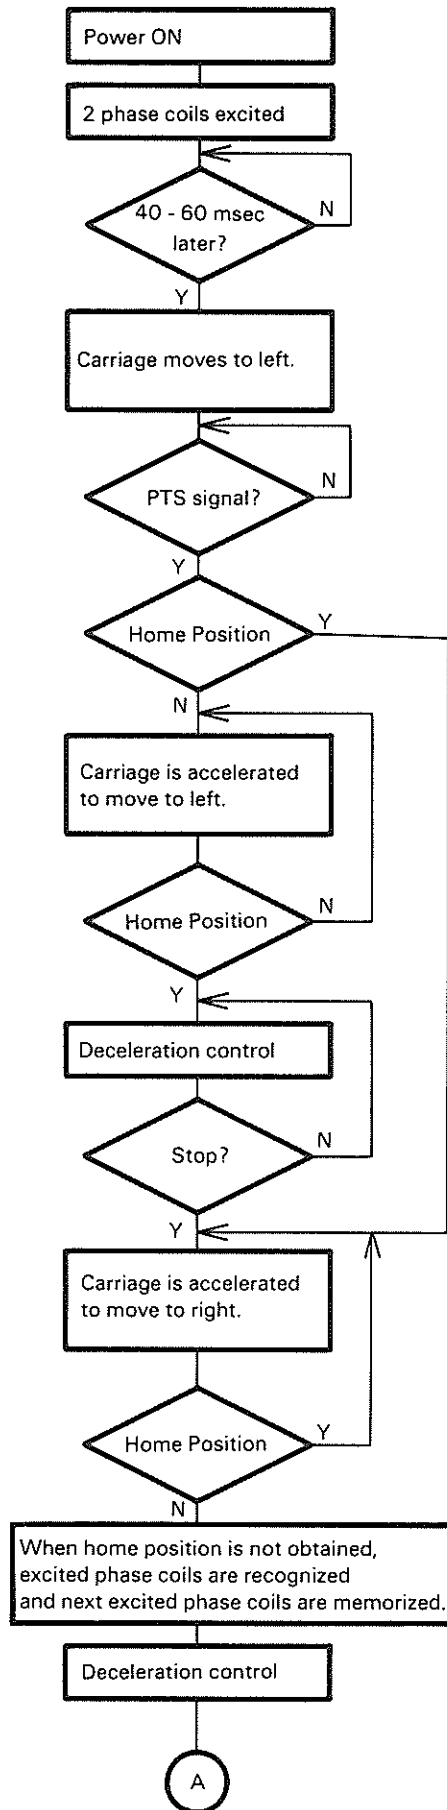 Power ON
2 phase coils excited
40 - 60 msec
later?
N
Y
Carriage moves to left.
PTS signal?
N
Y
Home Position
Y
N
Carriage is accelerated
to move to left.
Home Position
N
Y
Deceleration control
Stop?
N
Y
Carriage is accelerated
to move to right.
Home Position
Y
N
When home position is not obtained,
excited phase coils are recognized
and next excited phase coils are memorized.
Deceleration control
A